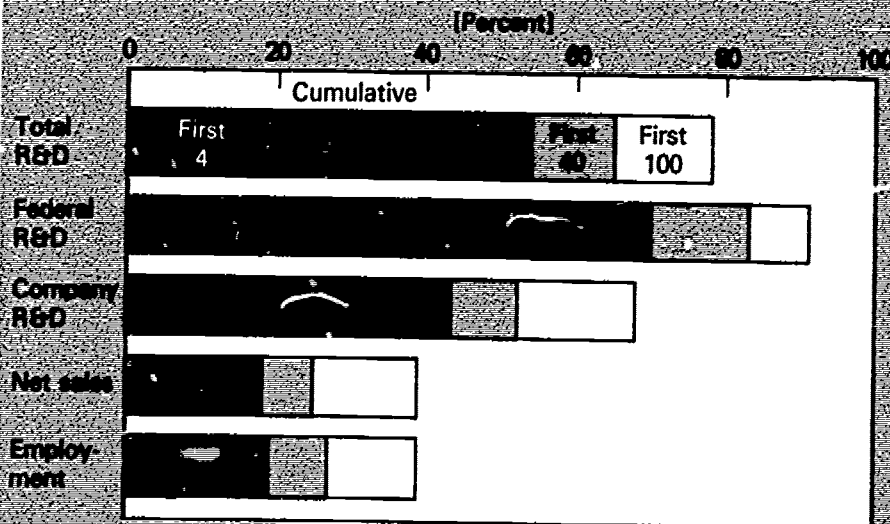 [Percent]
0 20 40 60 80 100
Cumulative
Total
R&D
First
4
First
40
First
100
Federal
R&D
Company
R&D
Net sales
Employ-
ment